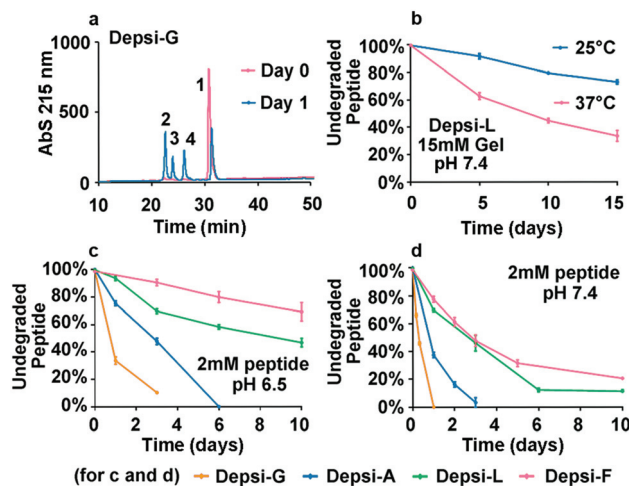 a
Depsi-G
AbS 215 nm
1000
500
0
1
2
3
4
Day 0
Day 1
10 20 30 40 50
Time (min)
b
Undegraded
Peptide
100%
80%
60%
40%
20%
0%
25°C
37°C
Depsi-L
15mM Gel
pH 7.4
0 5 10 15
Time (days)
c
Undegraded
Peptide
100%
80%
60%
40%
20%
0%
2mM peptide
pH 6.5
0 2 4 6 8 10
Time (days)
d
Undegraded
Peptide
100%
80%
60%
40%
20%
0%
2mM peptide
pH 7.4
0 2 4 6 8 10
Time (days)
(for c and d) Depsi-G Depsi-A Depsi-L Depsi-F